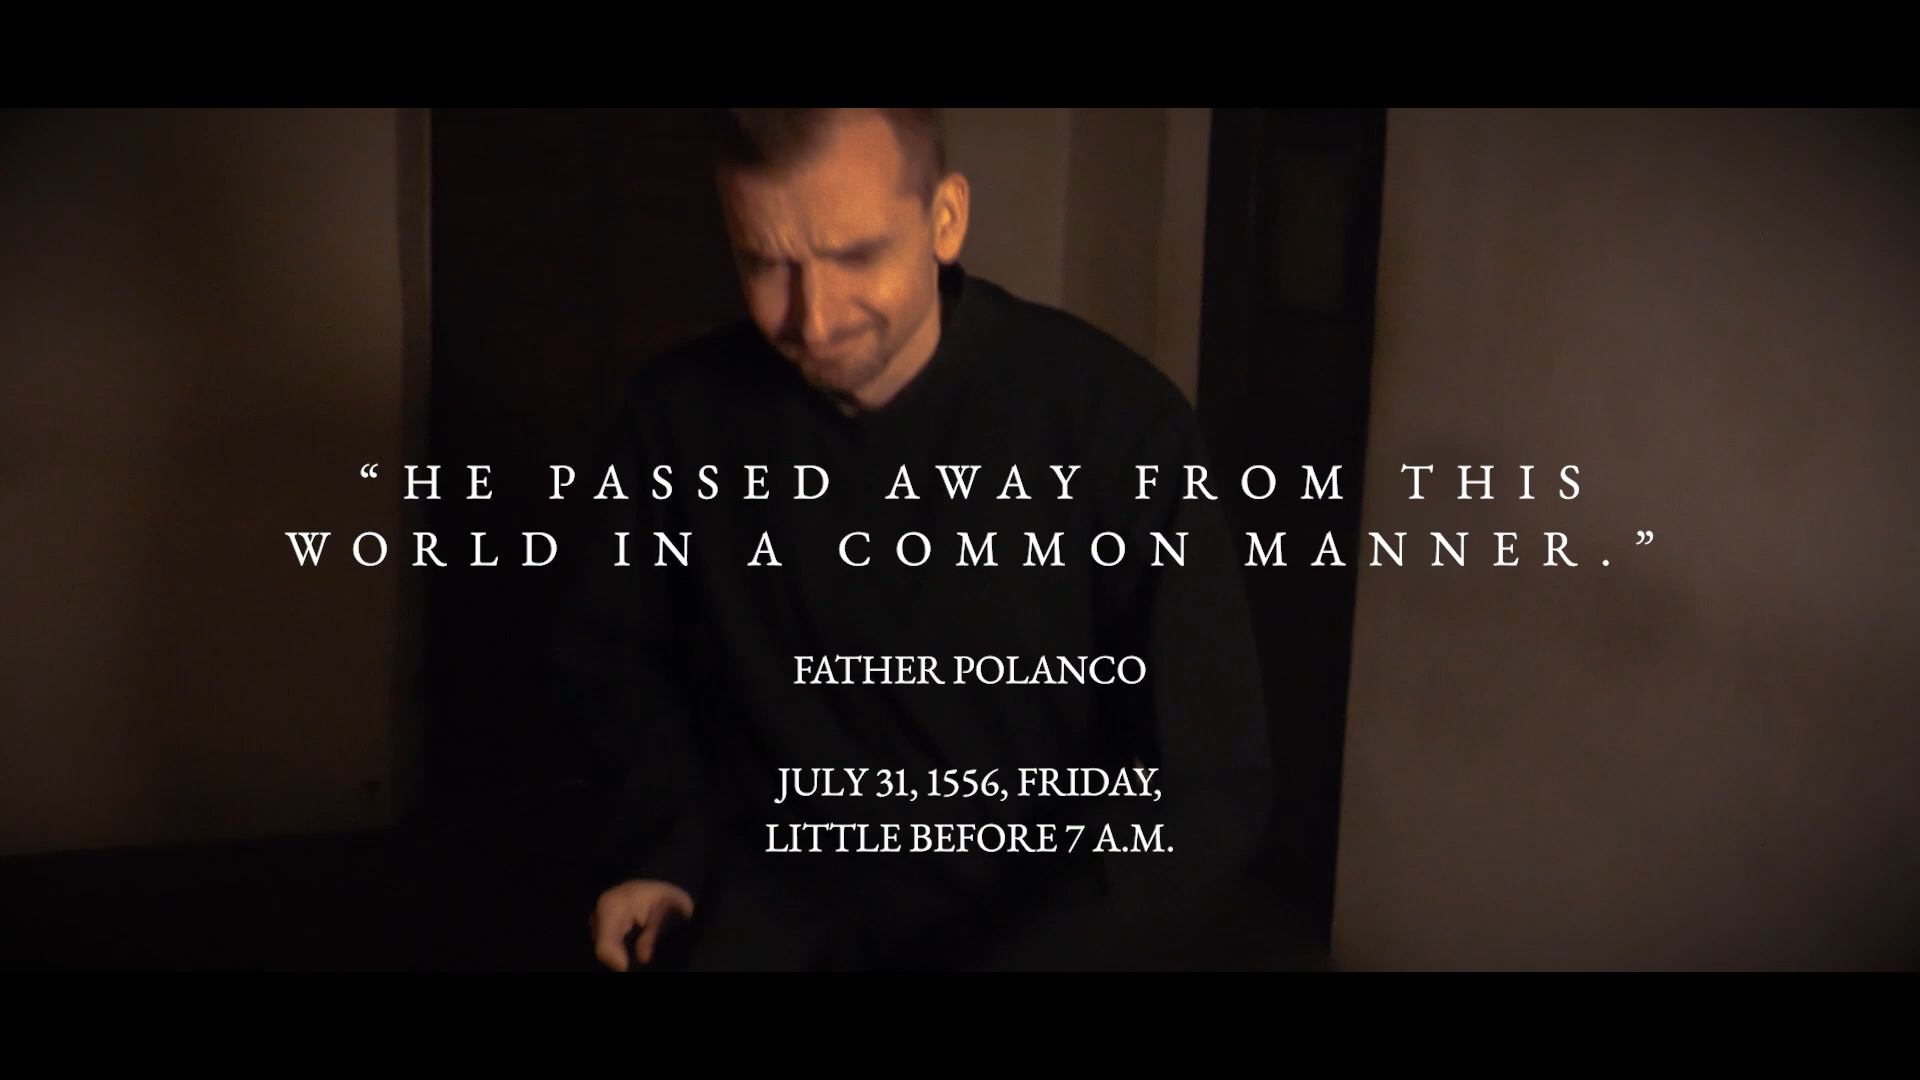 “HE PASSED AWAY FROM THIS
WORLD IN A COMMON MANNER.”
FATHER POLANCO
JULY 31, 1556, FRIDAY,
LITTLE BEFORE 7 A.M.